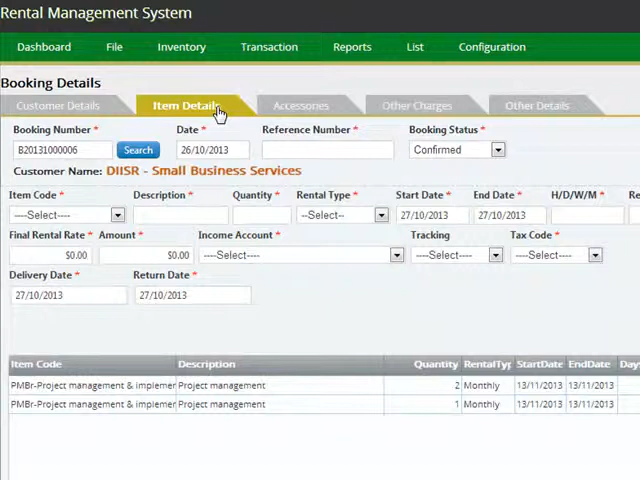 Rental Management System
Dashboard File Inventory Transaction Reports List Configuration
Booking Details
Customer Details Item Details Accessories Other Charges Other Details
Booking Number * Date * Reference Number * Booking Status *
B20131000006 Search 26/10/2013 Confirmed
Customer Name: DIISR - Small Business Services
Item Code * Description * Quantity * Rental Type * Start Date * End Date * H/D/W/M * Re
----Select---- --Select-- 27/10/2013 27/10/2013
Final Rental Rate * Amount * Income Account * Tracking Tax Code *
$0.00 $0.00 ----Select---- ----Select---- ----Select----
Delivery Date * Return Date *
27/10/2013 27/10/2013
Item Code Description Quantity RentalTyp StartDate EndDate Days
PMBr-Project management & implemer Project management 2 Monthly 13/11/2013 13/11/2013
PMBr-Project management & implemer Project management 1 Monthly 13/11/2013 13/11/2013